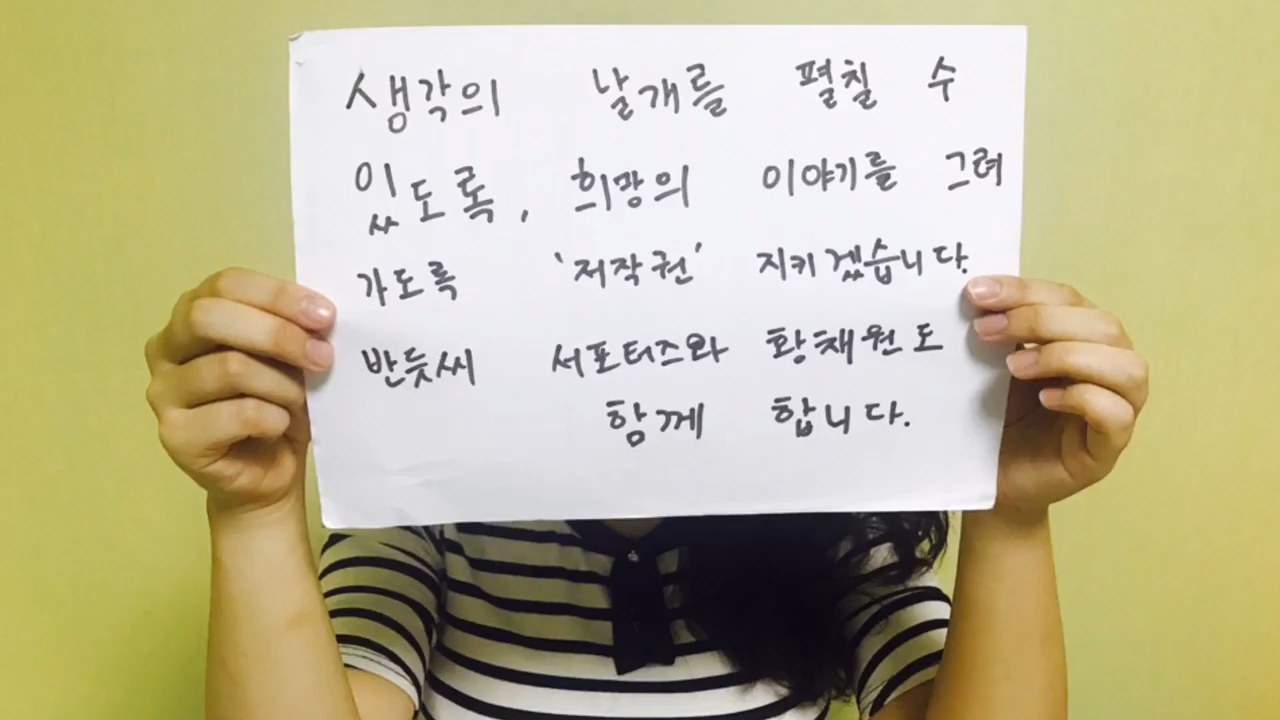 생각의 날개를 펼칠 수
있도록, 희망의 이야기를 그려
가도록 '저작권' 지키겠습니다.
반듯씨 서포터즈와 황채원도
함께 합니다.